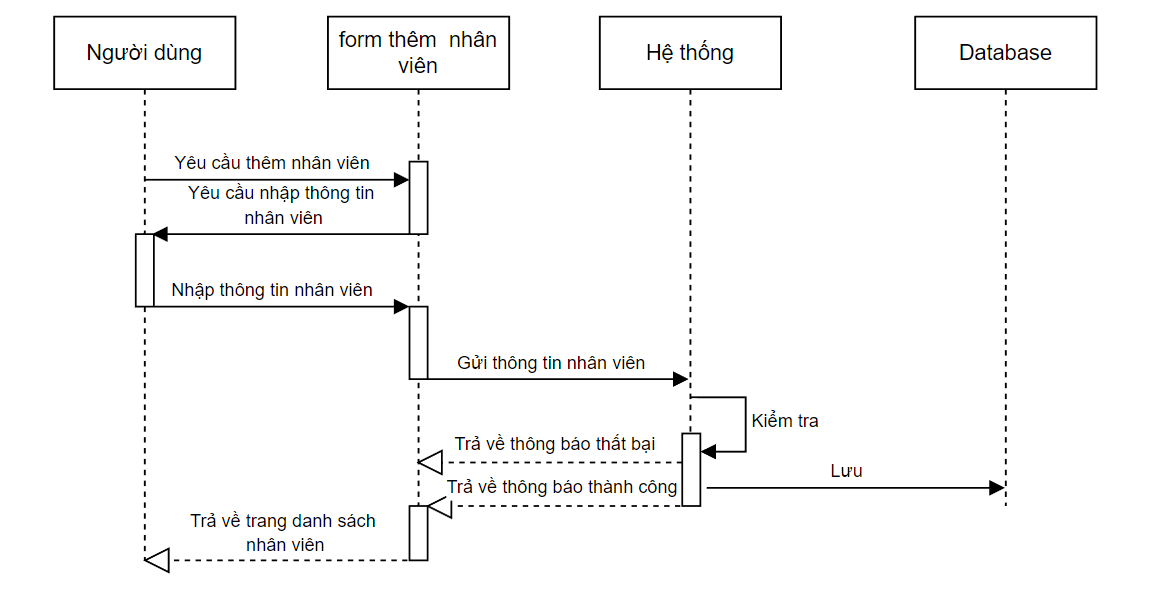 Người dùng
form thêm nhân
viên
Hệ thống
Database
Yêu cầu thêm nhân viên
Yêu cầu nhập thông tin
nhân viên
Nhập thông tin nhân viên
Gửi thông tin nhân viên
Kiểm tra
Trả về thông báo thất bại
Lưu
Trả về thông báo thành công
Trả về trang danh sách
nhân viên